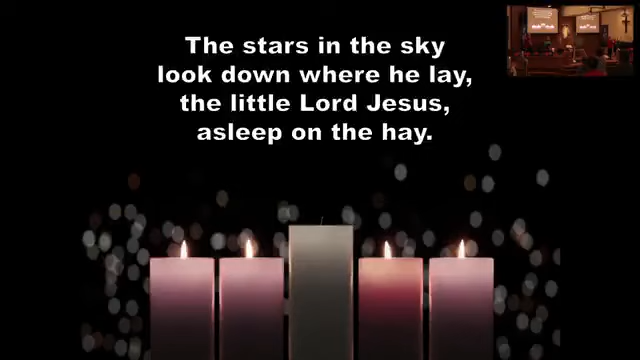 The stars in the sky
look down where he lay,
the little Lord Jesus,
asleep on the hay.